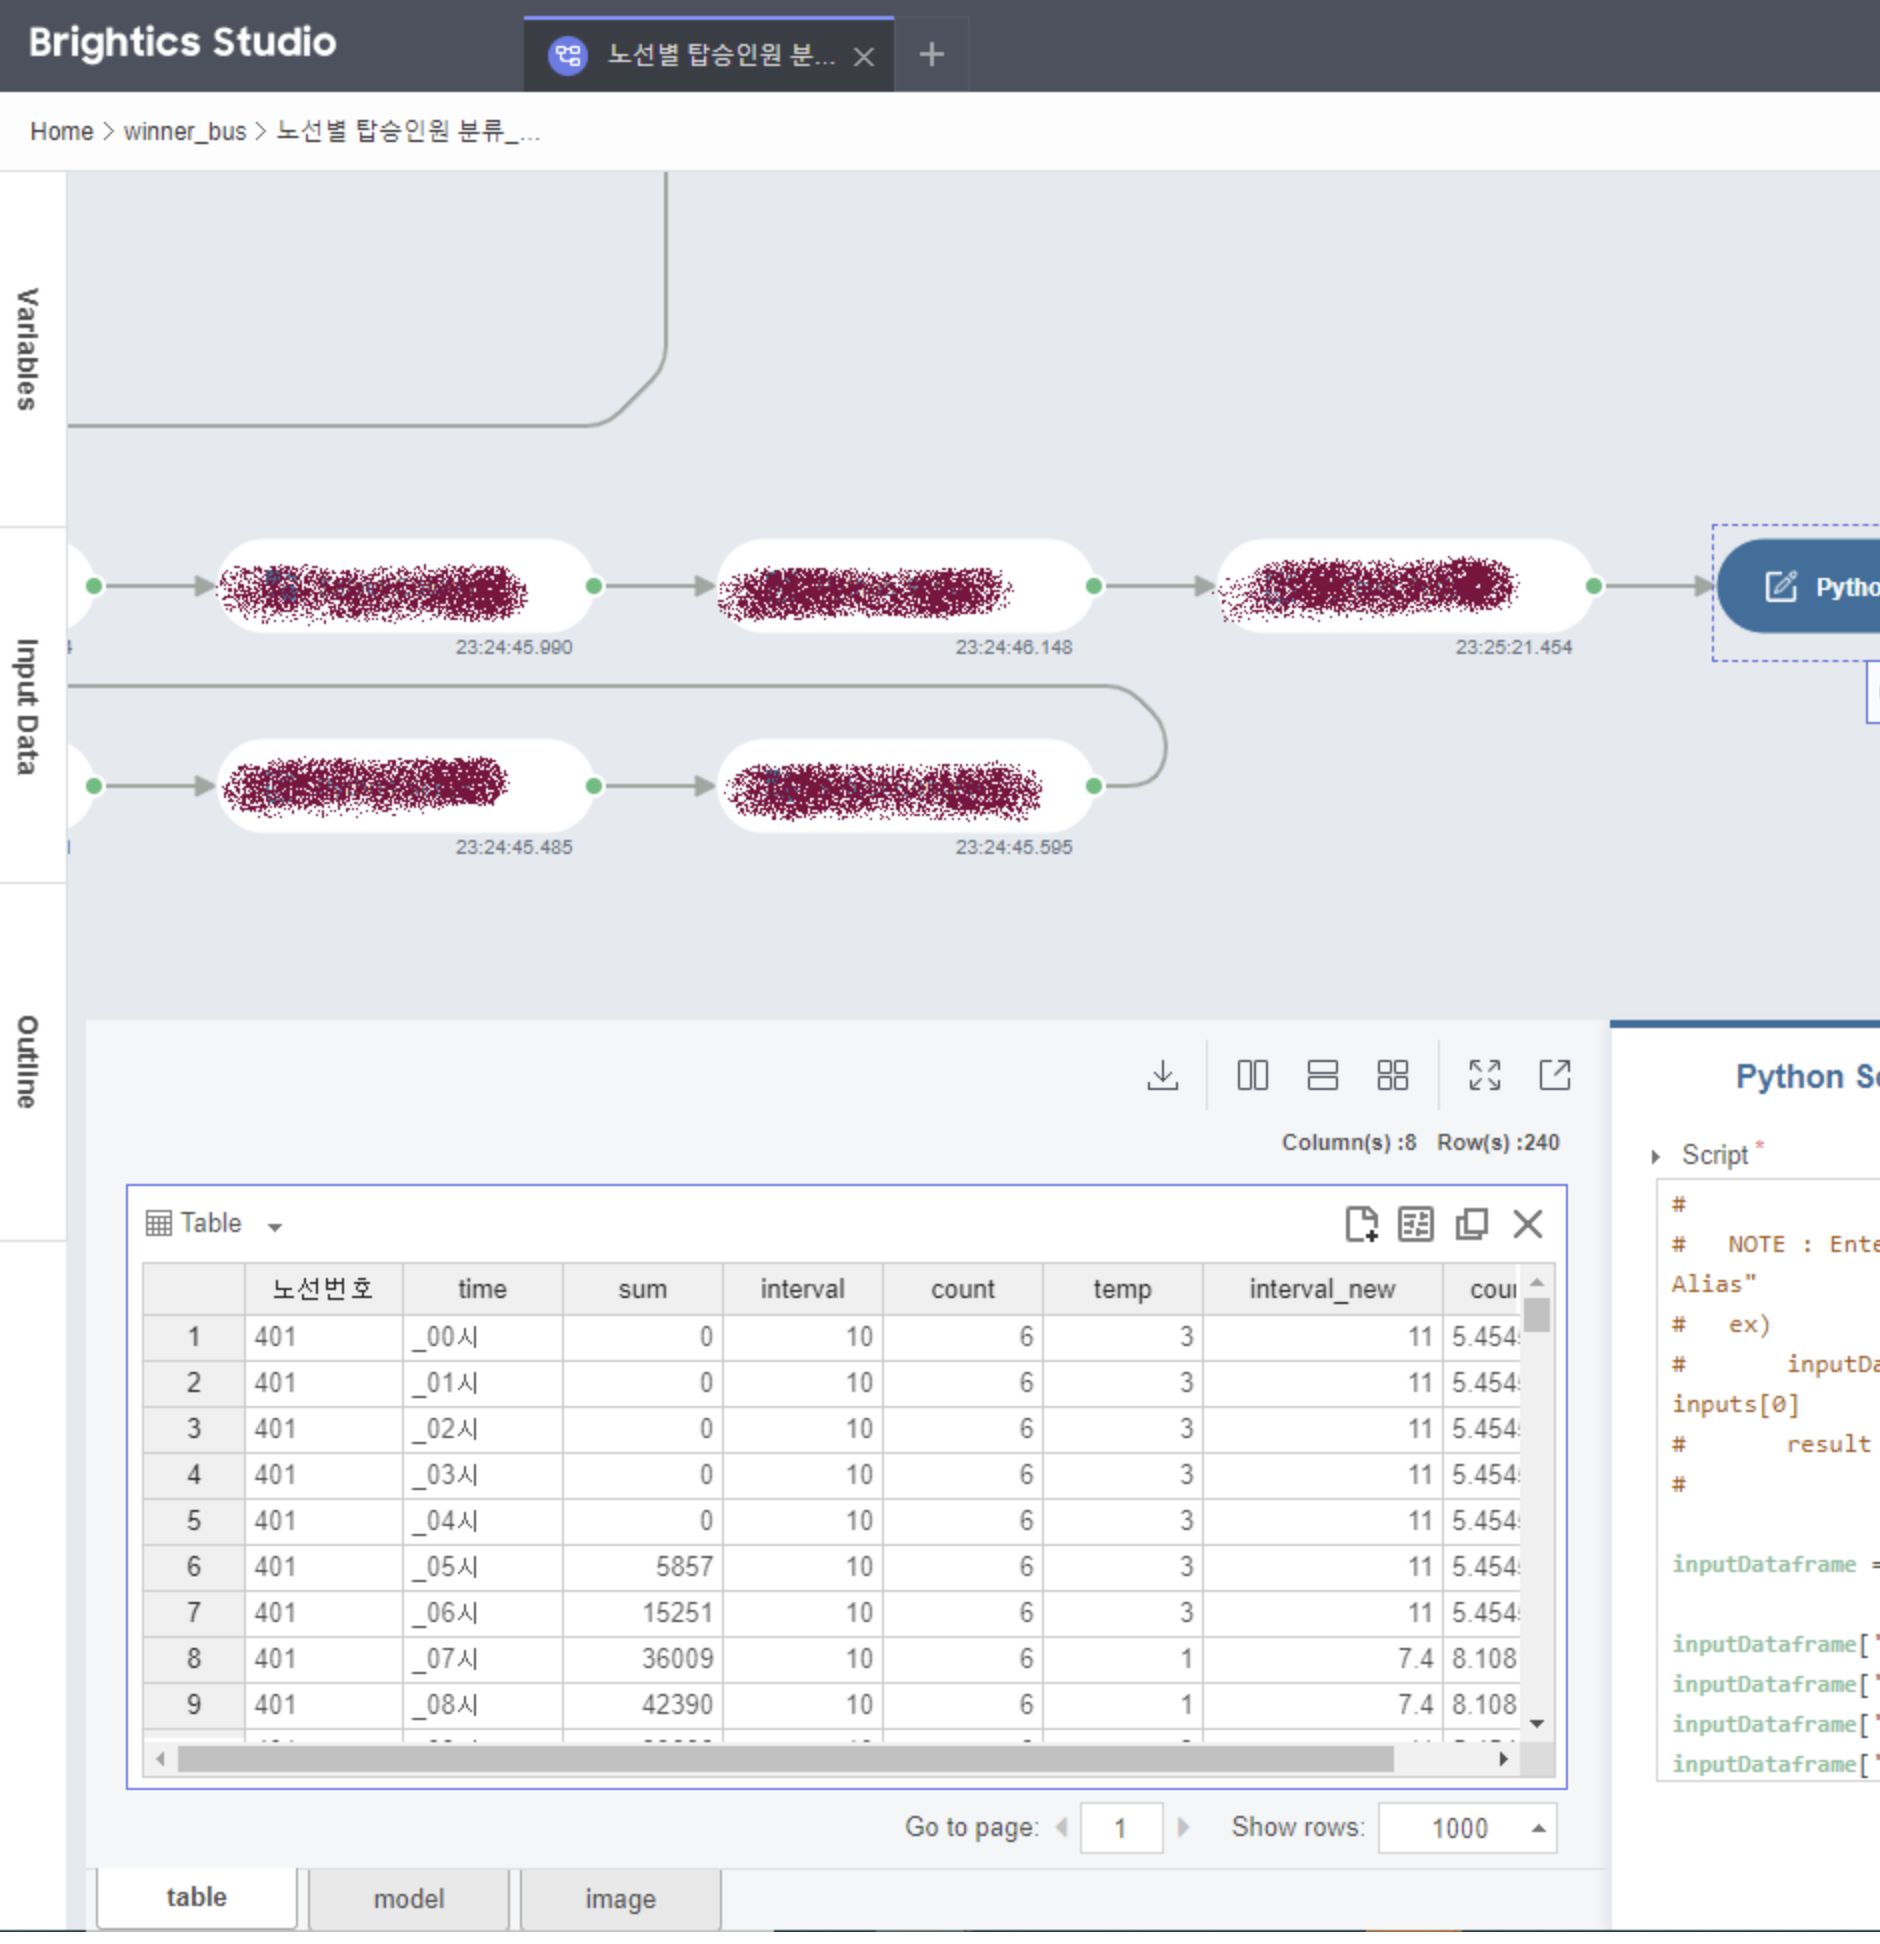 Brightics Studio
노선별 탑승인원 분...
Home > winner_bus > 노선별 탑승인원 분류_...
Variables
Input Data
Outline
23:24:45.990
23:24:46.148
23:25:21.454
23:24:45.485
23:24:45.595
Column(s) :8 Row(s) :240
Table
노선번호 time sum interval count temp interval_new
1 401 _00시 0 10 6 3 11 5.454
2 401 _01시 0 10 6 3 11 5.454
3 401 _02시 0 10 6 3 11 5.454
4 401 _03시 0 10 6 3 11 5.454
5 401 _04시 0 10 6 3 11 5.454
6 401 _05시 5857 10 6 3 11 5.454
7 401 _06시 15251 10 6 3 11 5.454
8 401 _07시 36009 10 6 1 7.4 8.108
9 401 _08시 42390 10 6 1 7.4 8.108
Go to page: 1 Show rows: 1000
table model image
Python
Script *
#
# NOTE : Ente
Alias"
# ex)
# inputDa
inputs[0]
# result
#
inputDataframe =
inputDataframe['
inputDataframe['
inputDataframe['
inputDataframe['